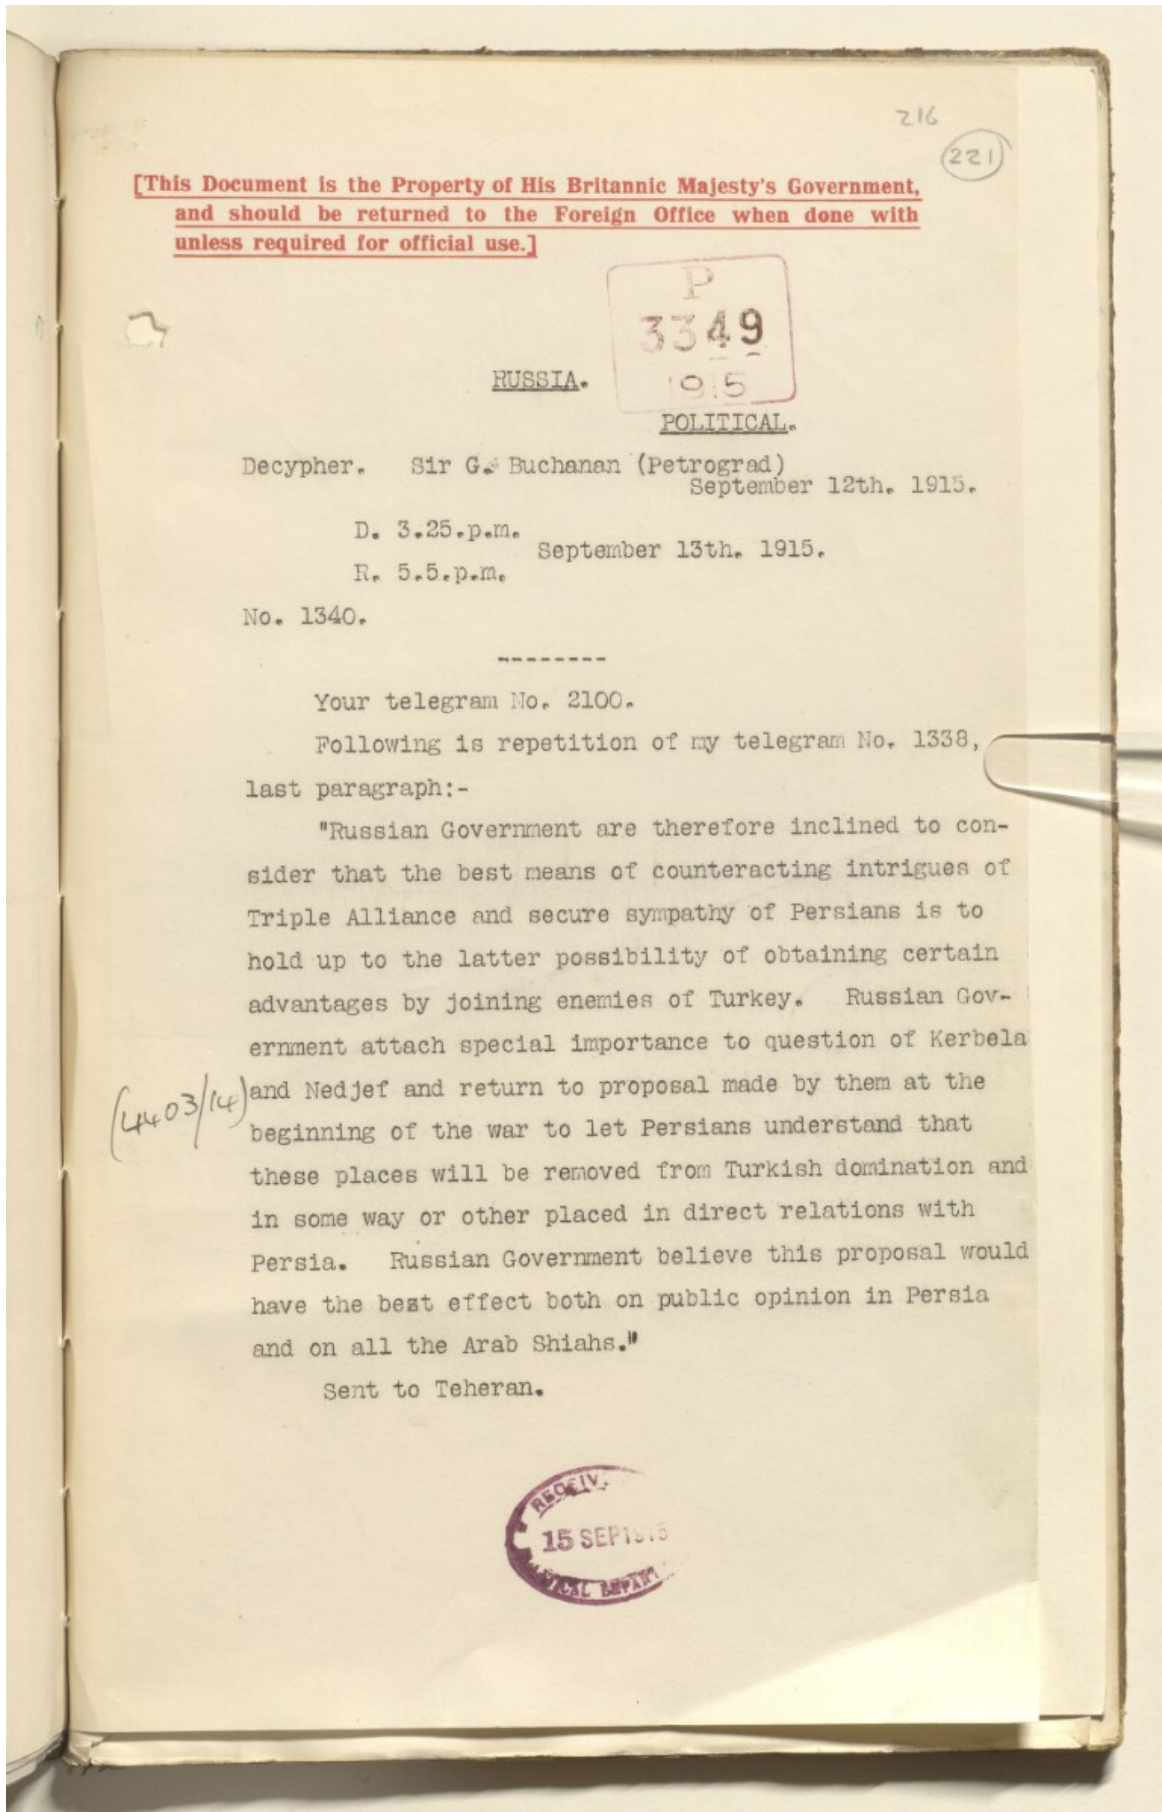 216
221
[This Document is the Property of His Britannic Majesty's Government,
and should be returned to the Foreign Office when done with
unless required for official use.]
P
3349
1915
RUSSIA.
POLITICAL.
Decypher. Sir G. Buchanan (Petrograd)
September 12th. 1915.
D. 3.25.p.m.
September 13th. 1915.
R. 5.5.p.m.
No. 1340.
--------
Your telegram No. 2100.
Following is repetition of my telegram No. 1338,
last paragraph:-
"Russian Government are therefore inclined to con-
sider that the best means of counteracting intrigues of
Triple Alliance and secure sympathy of Persians is to
hold up to the latter possibility of obtaining certain
advantages by joining enemies of Turkey. Russian Gov-
ernment attach special importance to question of Kerbela
(4403/14) and Nedjef and return to proposal made by them at the
beginning of the war to let Persians understand that
these places will be removed from Turkish domination and
in some way or other placed in direct relations with
Persia. Russian Government believe this proposal would
have the best effect both on public opinion in Persia
and on all the Arab Shiahs."
Sent to Teheran.
RECEIV
15 SEP 1915